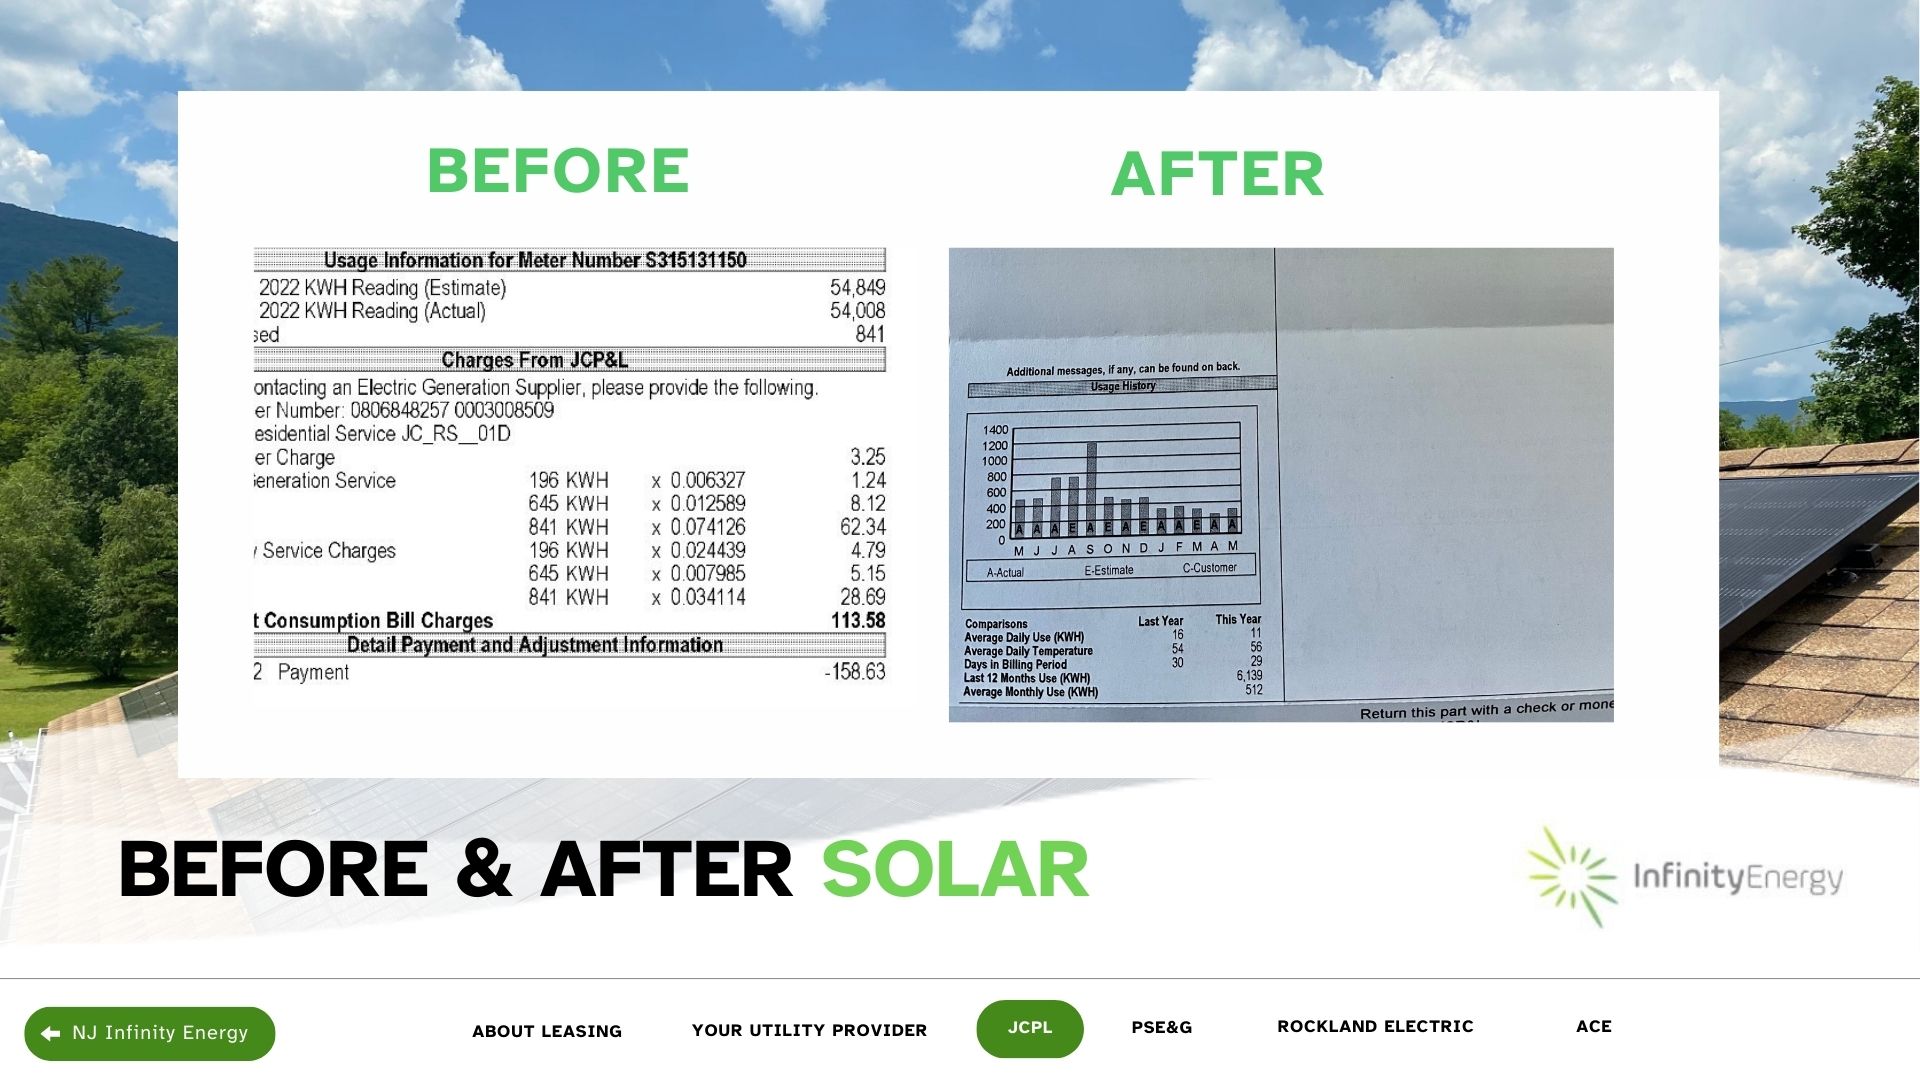 BEFORE
AFTER
Usage Information for Meter Number S315131150
2022 KWH Reading (Estimate) 54,849
2022 KWH Reading (Actual) 54,008
sed 841
Charges From JCP&L
ontacting an Electric Generation Supplier, please provide the following.
er Number: 0806848257 0003008509
esidential Service JC_RS__01D
er Charge 3.25
eneration Service 196 KWH x 0.006327 1.24
645 KWH x 0.012589 8.12
841 KWH x 0.074126 62.34
y Service Charges 196 KWH x 0.024439 4.79
645 KWH x 0.007985 5.15
841 KWH x 0.034114 28.69
t Consumption Bill Charges 113.58
Detail Payment and Adjustment Information
2 Payment -158.63
Additional messages, if any, can be found on back.
Usage History
1400
1200
1000
800
600
400
200
0
A A A E A E A E A A E A A
M J J A S O N D J F M A M
A-Actual E-Estimate C-Customer
Comparisons Last Year This Year
Average Daily Use (KWH) 16 11
Average Daily Temperature 54 56
Days in Billing Period 30 29
Last 12 Months Use (KWH) 6,139
Average Monthly Use (KWH) 512
Return this part with a check or mone
BEFORE & AFTER SOLAR
InfinityEnergy
NJ Infinity Energy
ABOUT LEASING
YOUR UTILITY PROVIDER
JCPL
PSE&G
ROCKLAND ELECTRIC
ACE